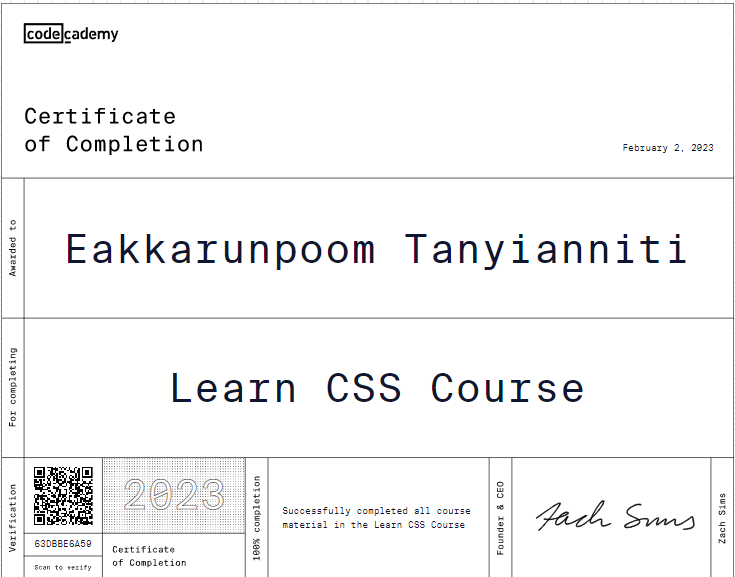 codecademy
Certificate
of Completion
February 2, 2023
Awarded to
Eakkarunpoom Tanyianniti
For completing
Learn CSS Course
Verification
63DBBE6A59
Scan to verify
2023
Certificate
of Completion
100% completion
Successfully completed all course
material in the Learn CSS Course
Founder & CEO
Zach Sims
Zach Sims